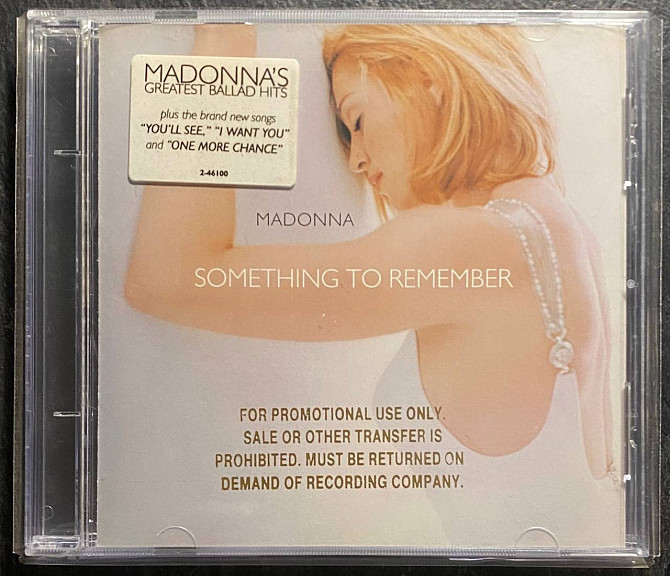 MADONNA'S
GREATEST BALLAD HITS
plus the brand new songs
"YOU'LL SEE," "I WANT YOU"
and "ONE MORE CHANCE"
2-46100
MADONNA
SOMETHING TO REMEMBER
FOR PROMOTIONAL USE ONLY.
SALE OR OTHER TRANSFER IS
PROHIBITED. MUST BE RETURNED ON
DEMAND OF RECORDING COMPANY.